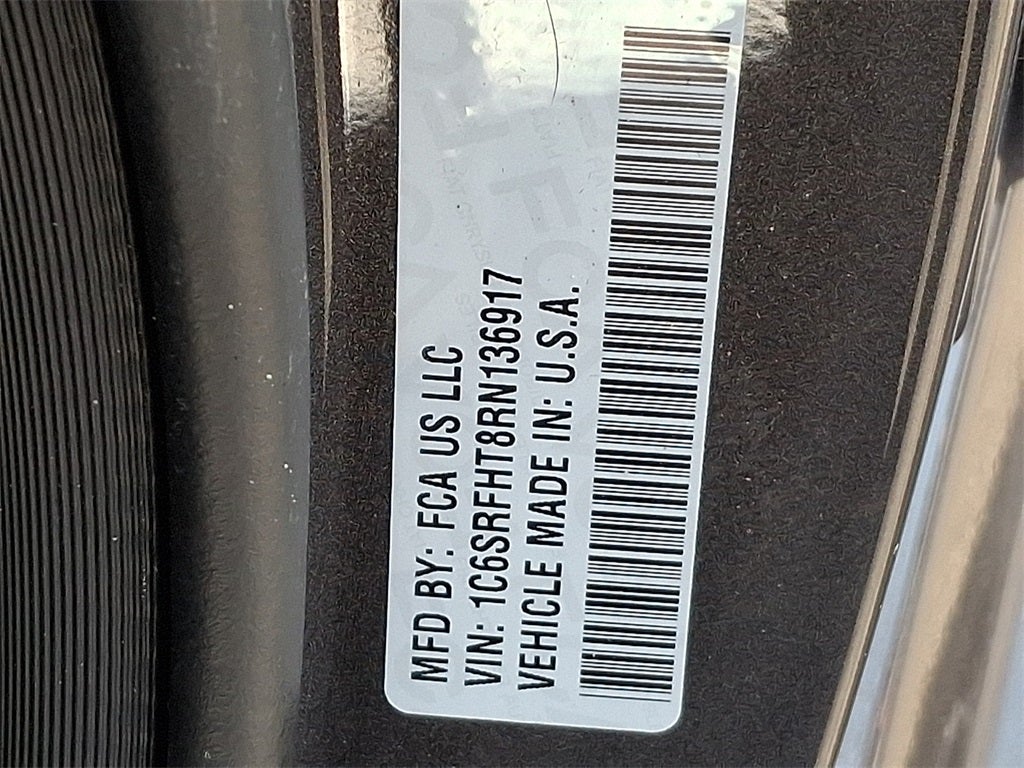 MFD BY: FCA US LLC
VIN: 1C6SRFHT8RN136917
VEHICLE MADE IN: U.S.A.